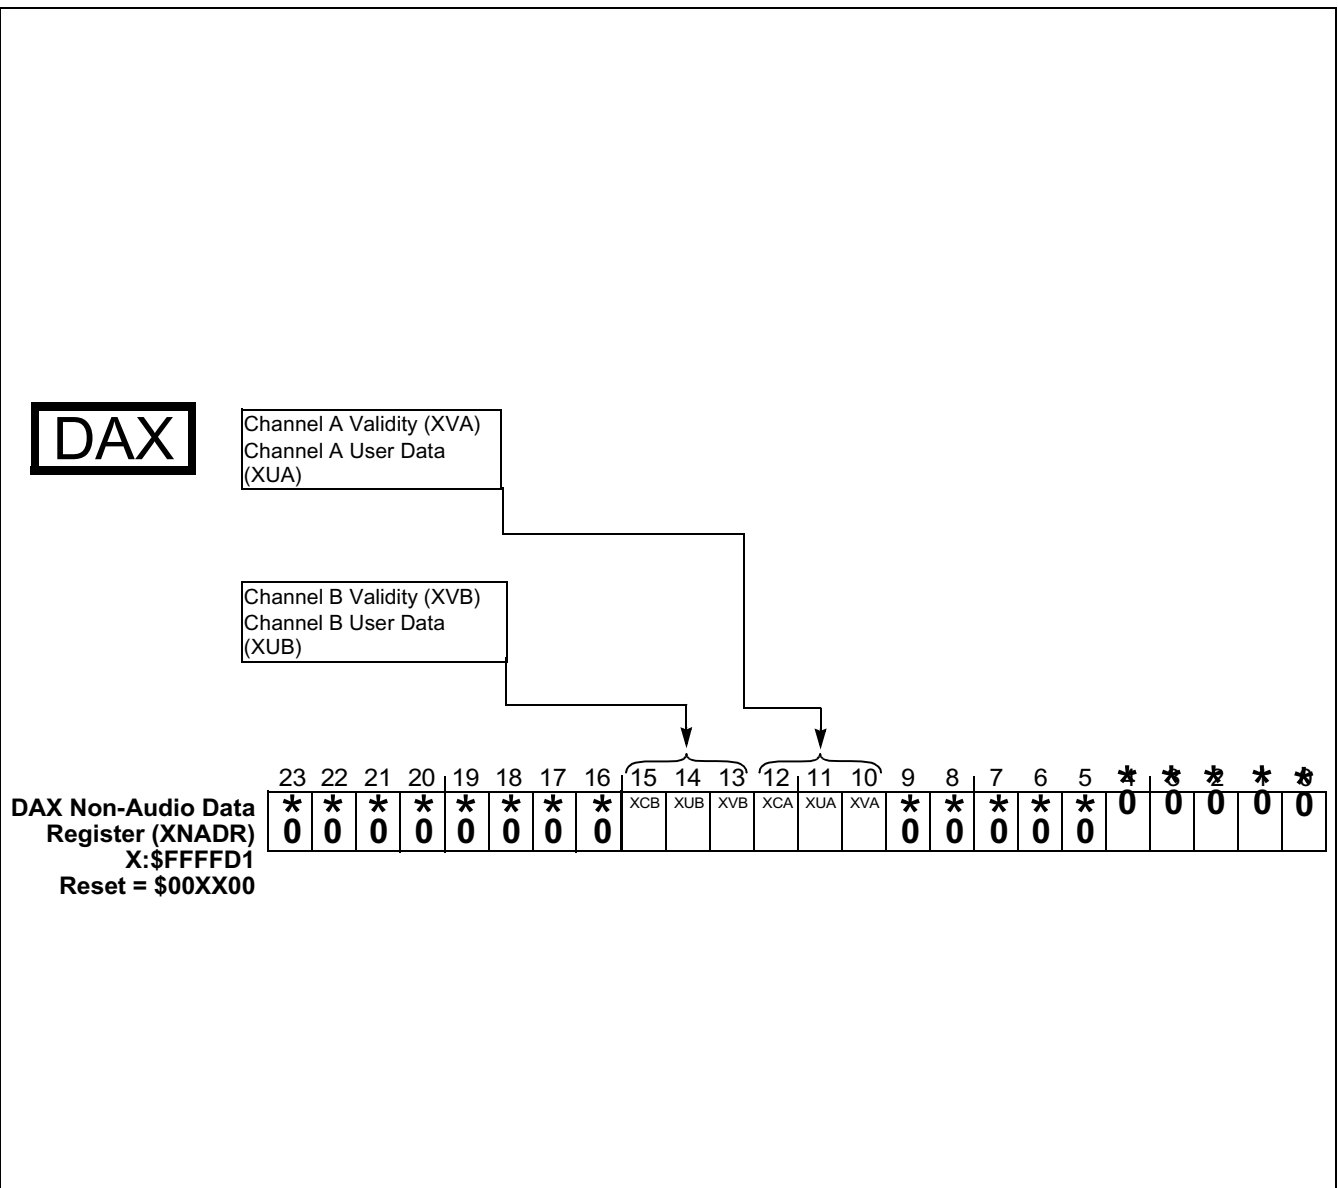 DAX
Channel A Validity (XVA)
Channel A User Data
(XUA)
Channel B Validity (XVB)
Channel B User Data
(XUB)
23 22 21 20 19 18 17 16 15 14 13 12 11 10 9 8 7 6 5 * * * * *
DAX Non-Audio Data
* * * * * * * * XCB XUB XVB XCA XUA XVA * * * * * 0 0 0 0 0
Register (XNADR)
0 0 0 0 0 0 0 0 0 0 0 0 0
X:$FFFFD1
Reset = $00XX00